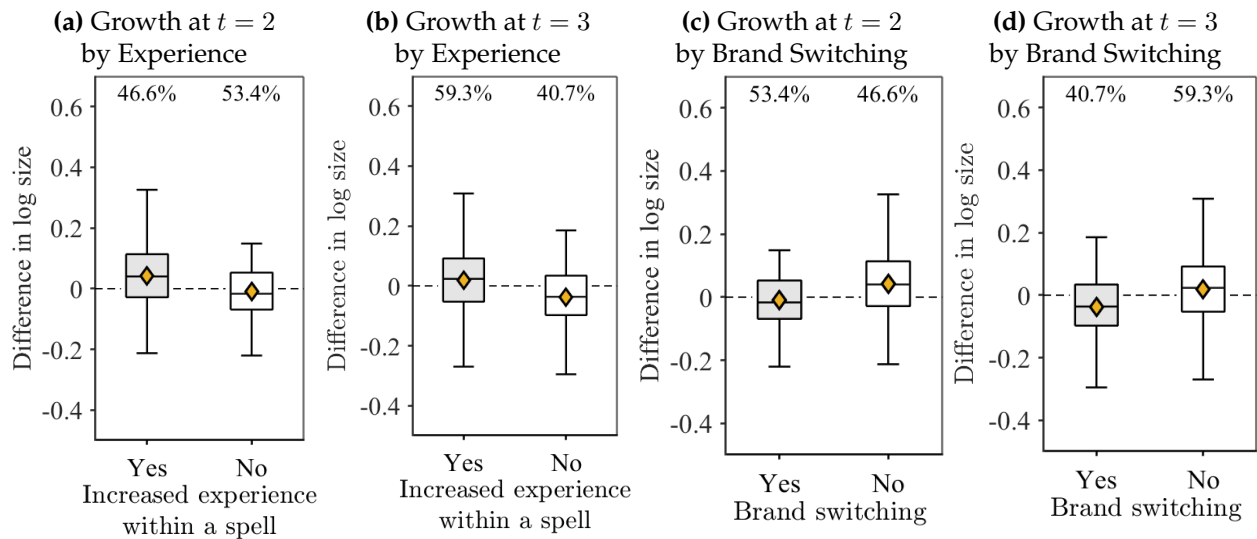 (a) Growth at t = 2
by Experience
46.6% 53.4%
Difference in log size
0.6
0.4
0.2
0
-0.2
-0.4
Yes No
Increased experience
within a spell
(b) Growth at t = 3
by Experience
59.3% 40.7%
Difference in log size
0.6
0.4
0.2
0
-0.2
-0.4
Yes No
Increased experience
within a spell
(c) Growth at t = 2
by Brand Switching
53.4% 46.6%
Difference in log size
0.6
0.4
0.2
0
-0.2
-0.4
Yes No
Brand switching
(d) Growth at t = 3
by Brand Switching
40.7% 59.3%
Difference in log size
0.6
0.4
0.2
0
-0.2
-0.4
Yes No
Brand switching